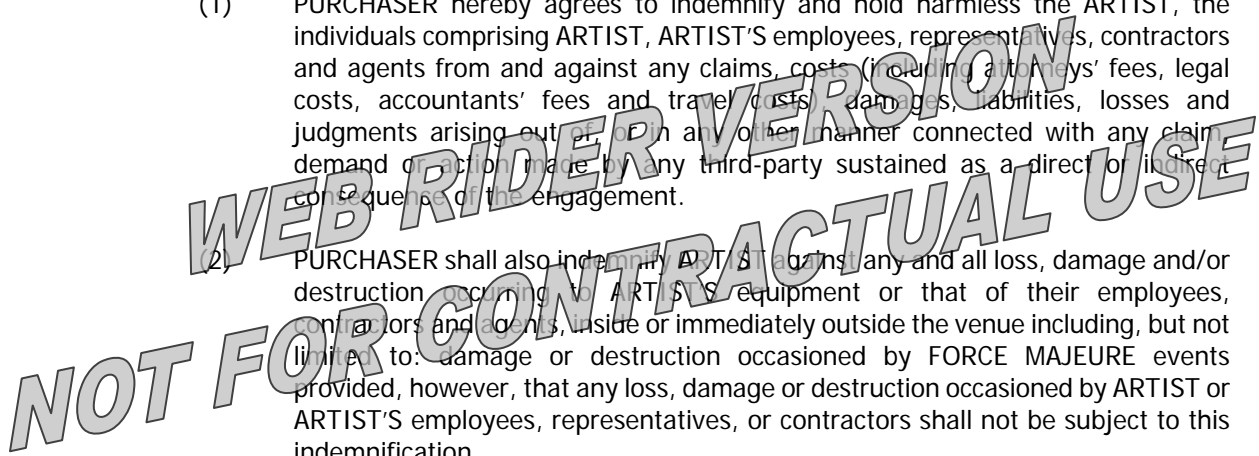 (1) PURCHASER hereby agrees to indemnify and hold harmless the ARTIST, the
individuals comprising ARTIST, ARTIST'S employees, representatives, contractors
and agents from and against any claims, costs (including attorneys' fees, legal
costs, accountants' fees and travel costs), damages, liabilities, losses and
judgments arising out of, or in any other manner connected with any claim,
demand or action made by any third-party sustained as a direct or indirect
consequence of the engagement.
(2) PURCHASER shall also indemnify ARTIST against any and all loss, damage and/or
destruction occurring to ARTIST'S equipment or that of their employees,
contractors and agents, inside or immediately outside the venue including, but not
limited to: damage or destruction occasioned by FORCE MAJEURE events
provided, however, that any loss, damage or destruction occasioned by ARTIST or
ARTIST'S employees, representatives, or contractors shall not be subject to this
indemnification.
WEB RIDER VERSION
NOT FOR CONTRACTUAL USE